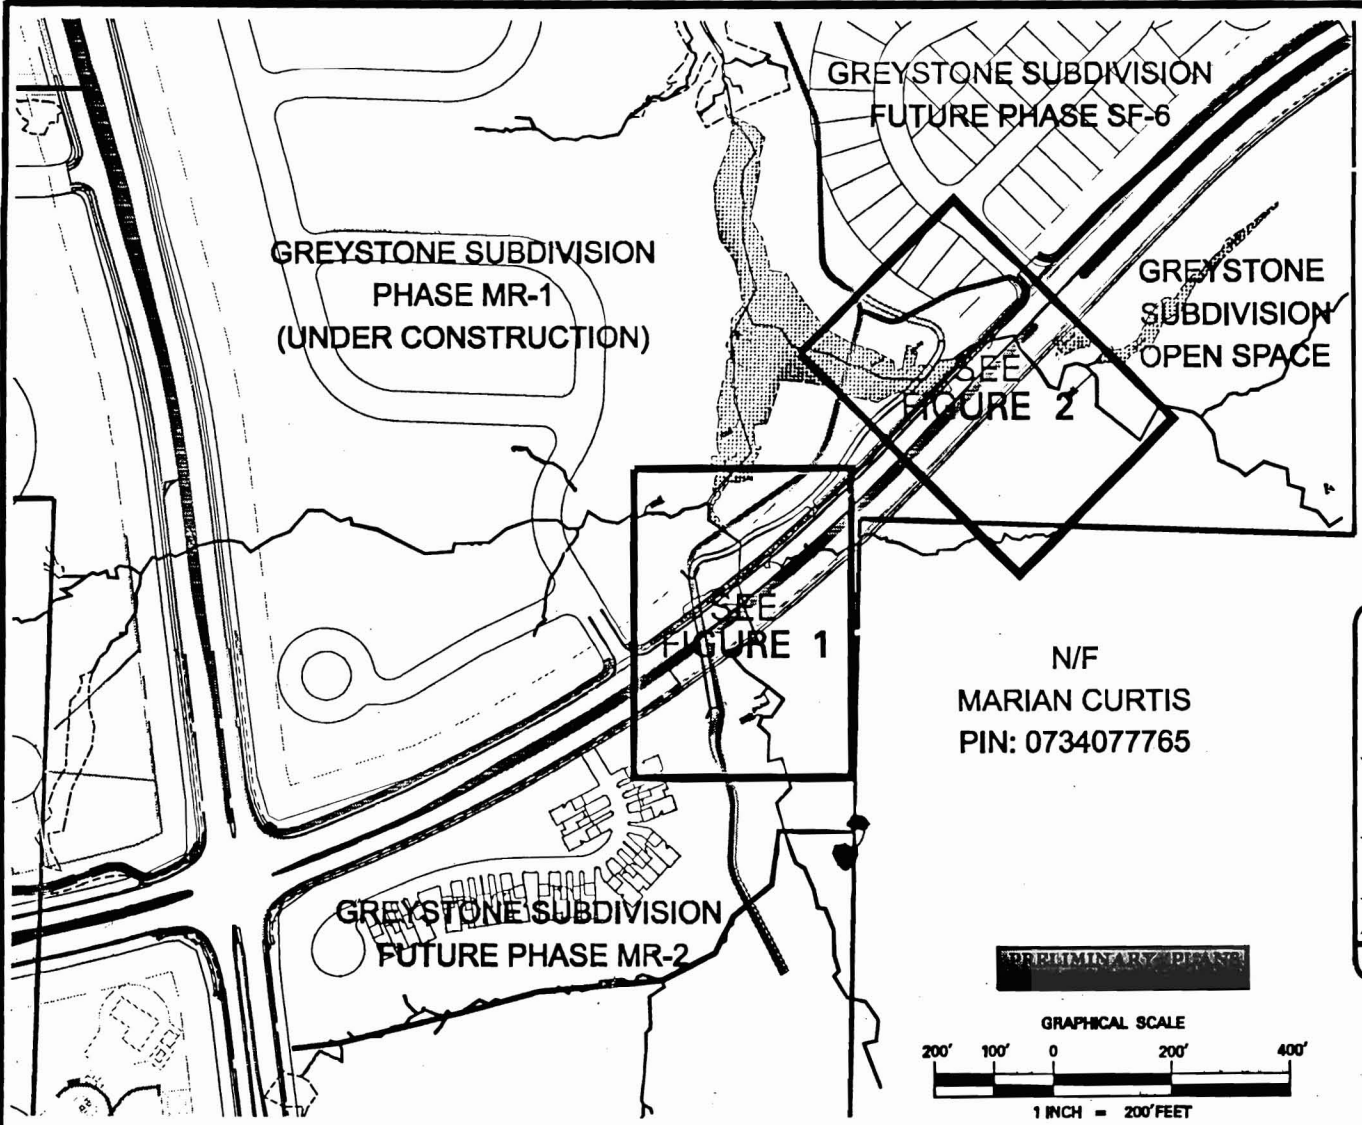 GREYSTONE SUBDIVISION
FUTURE PHASE SF-6
GREYSTONE SUBDIVISION
PHASE MR-1
(UNDER CONSTRUCTION)
GREYSTONE
SUBDIVISION
OPEN SPACE
SEE
FIGURE 2
SEE
FIGURE 1
N/F
MARIAN CURTIS
PIN: 0734077765
GREYSTONE SUBDIVISION
FUTURE PHASE MR-2
PRELIMINARY PLANS
GRAPHICAL SCALE
200' 100' 0 200' 400'
1 INCH = 200'FEET